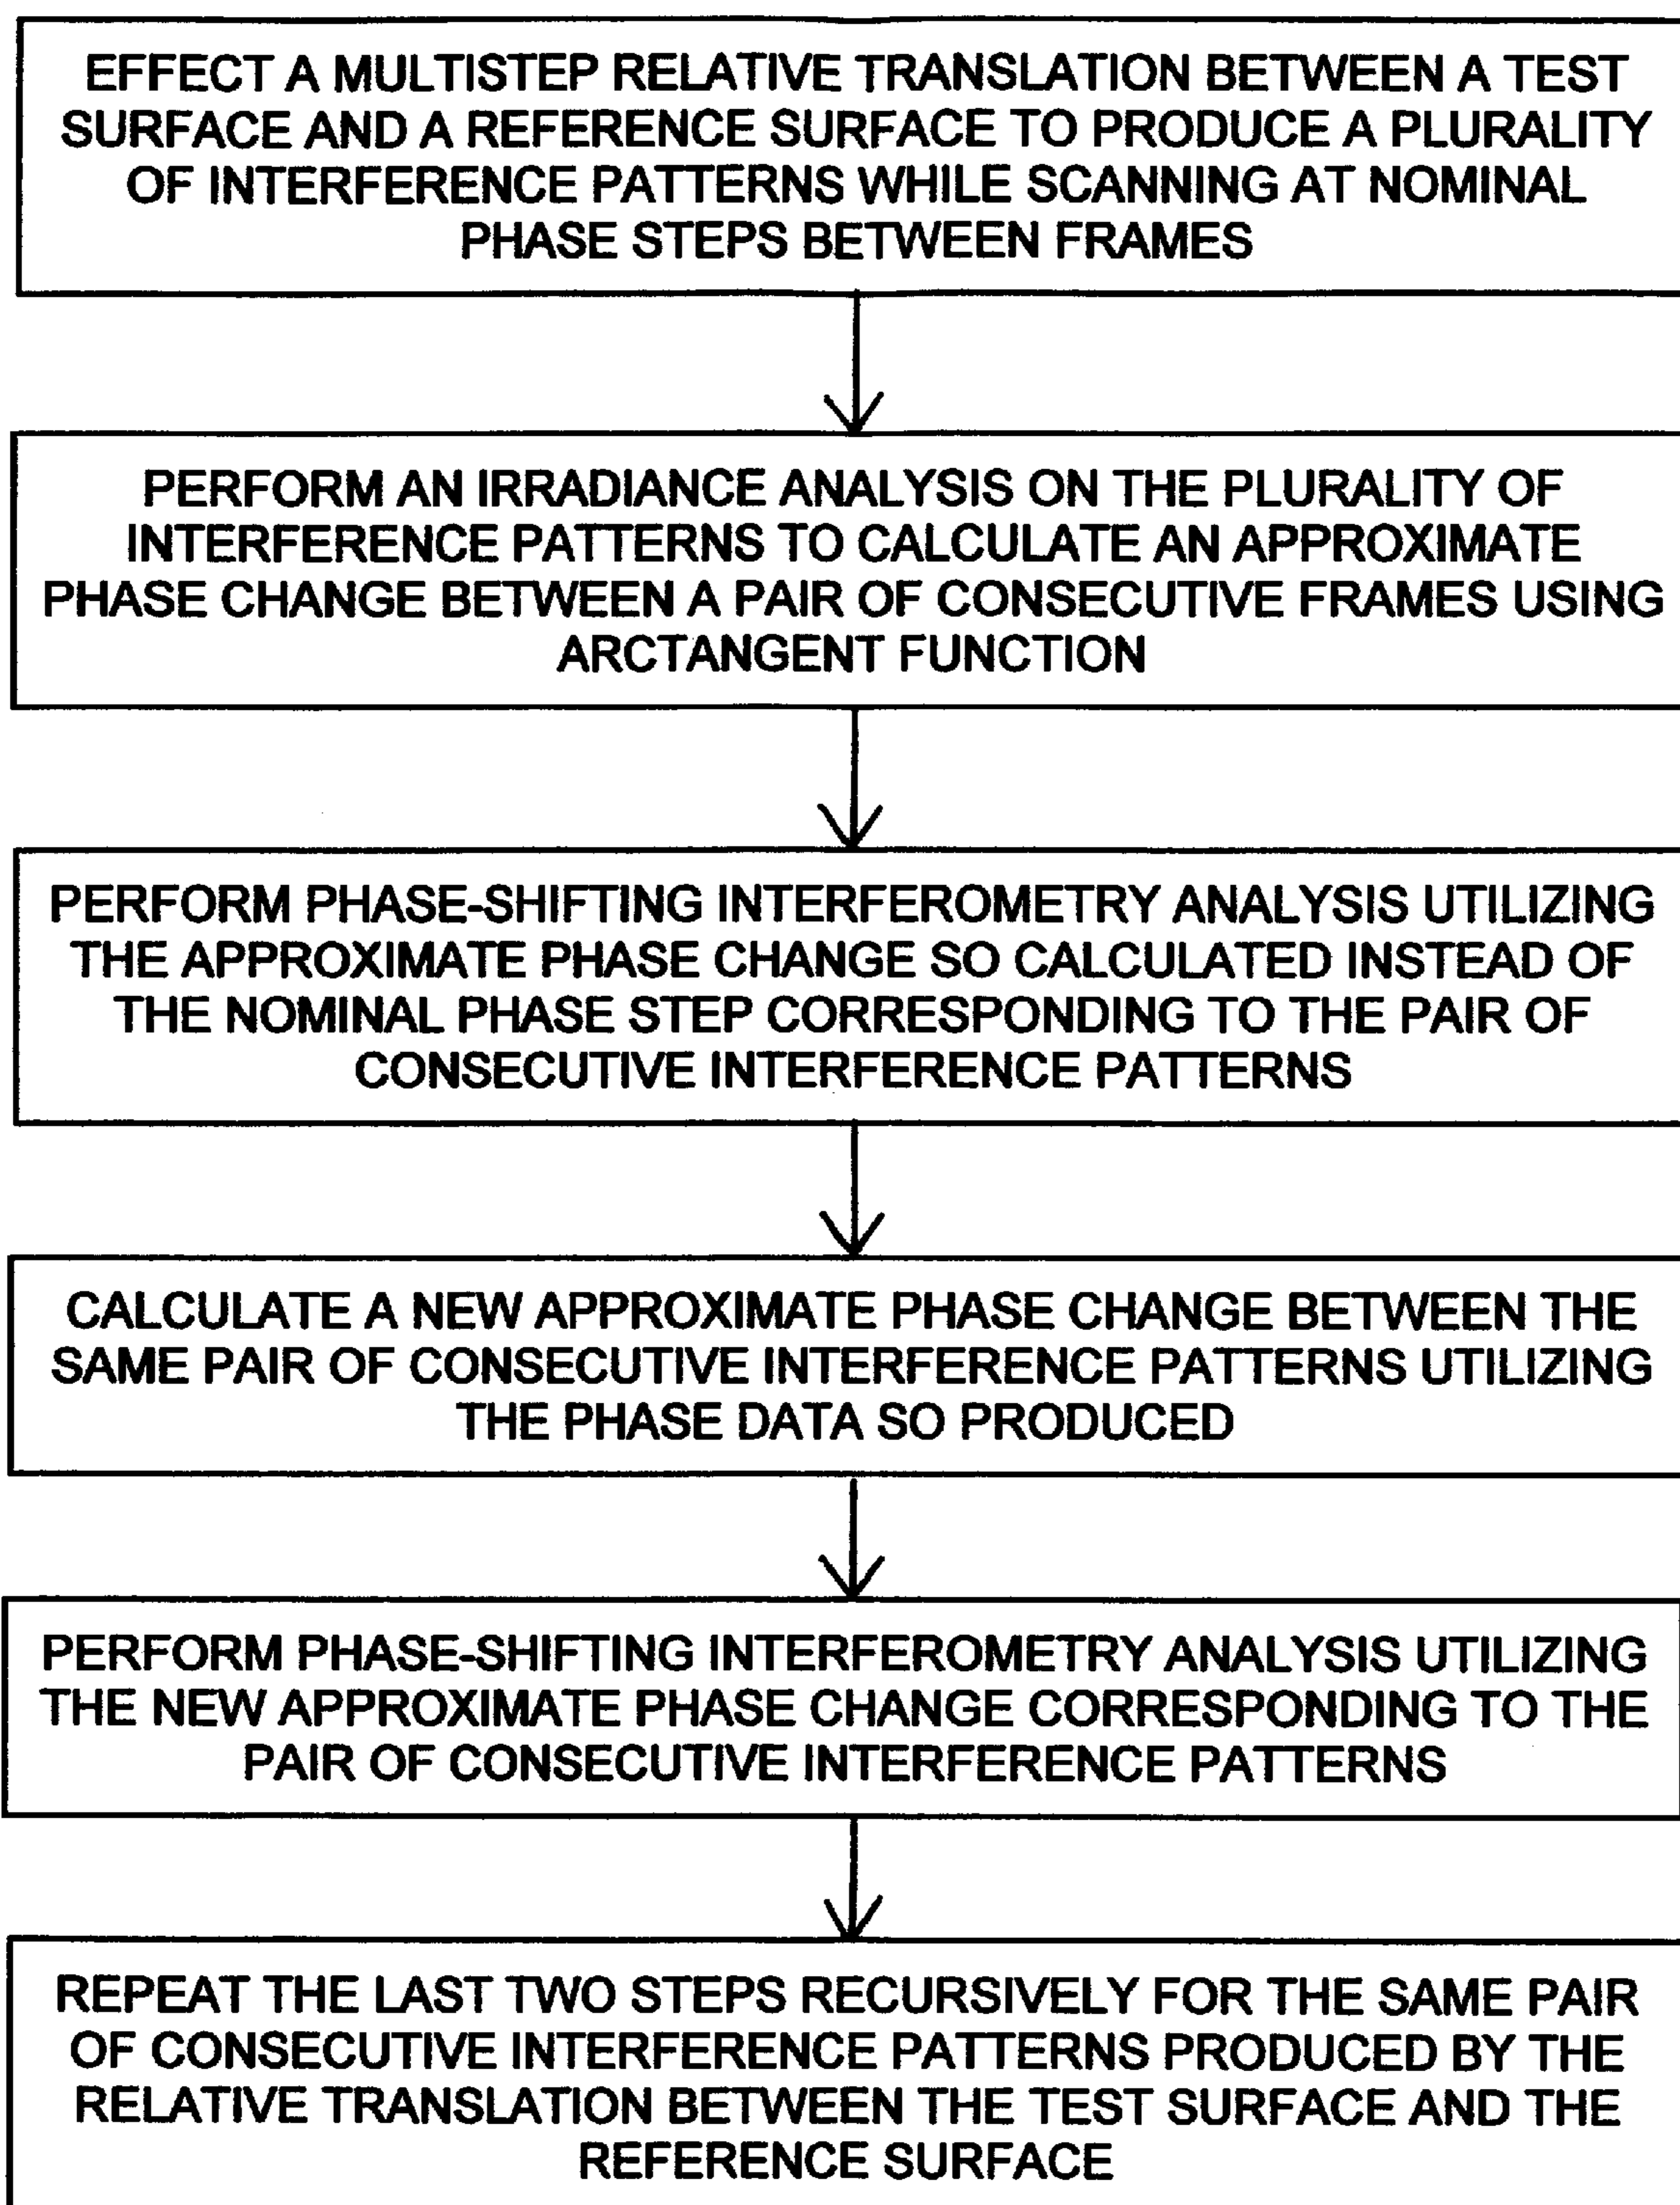 EFFECT A MULTISTEP RELATIVE TRANSLATION BETWEEN A TEST
SURFACE AND A REFERENCE SURFACE TO PRODUCE A PLURALITY
OF INTERFERENCE PATTERNS WHILE SCANNING AT NOMINAL
PHASE STEPS BETWEEN FRAMES
PERFORM AN IRRADIANCE ANALYSIS ON THE PLURALITY OF
INTERFERENCE PATTERNS TO CALCULATE AN APPROXIMATE
PHASE CHANGE BETWEEN A PAIR OF CONSECUTIVE FRAMES USING
ARCTANGENT FUNCTION
PERFORM PHASE-SHIFTING INTERFEROMETRY ANALYSIS UTILIZING
THE APPROXIMATE PHASE CHANGE SO CALCULATED INSTEAD OF
THE NOMINAL PHASE STEP CORRESPONDING TO THE PAIR OF
CONSECUTIVE INTERFERENCE PATTERNS
CALCULATE A NEW APPROXIMATE PHASE CHANGE BETWEEN THE
SAME PAIR OF CONSECUTIVE INTERFERENCE PATTERNS UTILIZING
THE PHASE DATA SO PRODUCED
PERFORM PHASE-SHIFTING INTERFEROMETRY ANALYSIS UTILIZING
THE NEW APPROXIMATE PHASE CHANGE CORRESPONDING TO THE
PAIR OF CONSECUTIVE INTERFERENCE PATTERNS
REPEAT THE LAST TWO STEPS RECURSIVELY FOR THE SAME PAIR
OF CONSECUTIVE INTERFERENCE PATTERNS PRODUCED BY THE
RELATIVE TRANSLATION BETWEEN THE TEST SURFACE AND THE
REFERENCE SURFACE